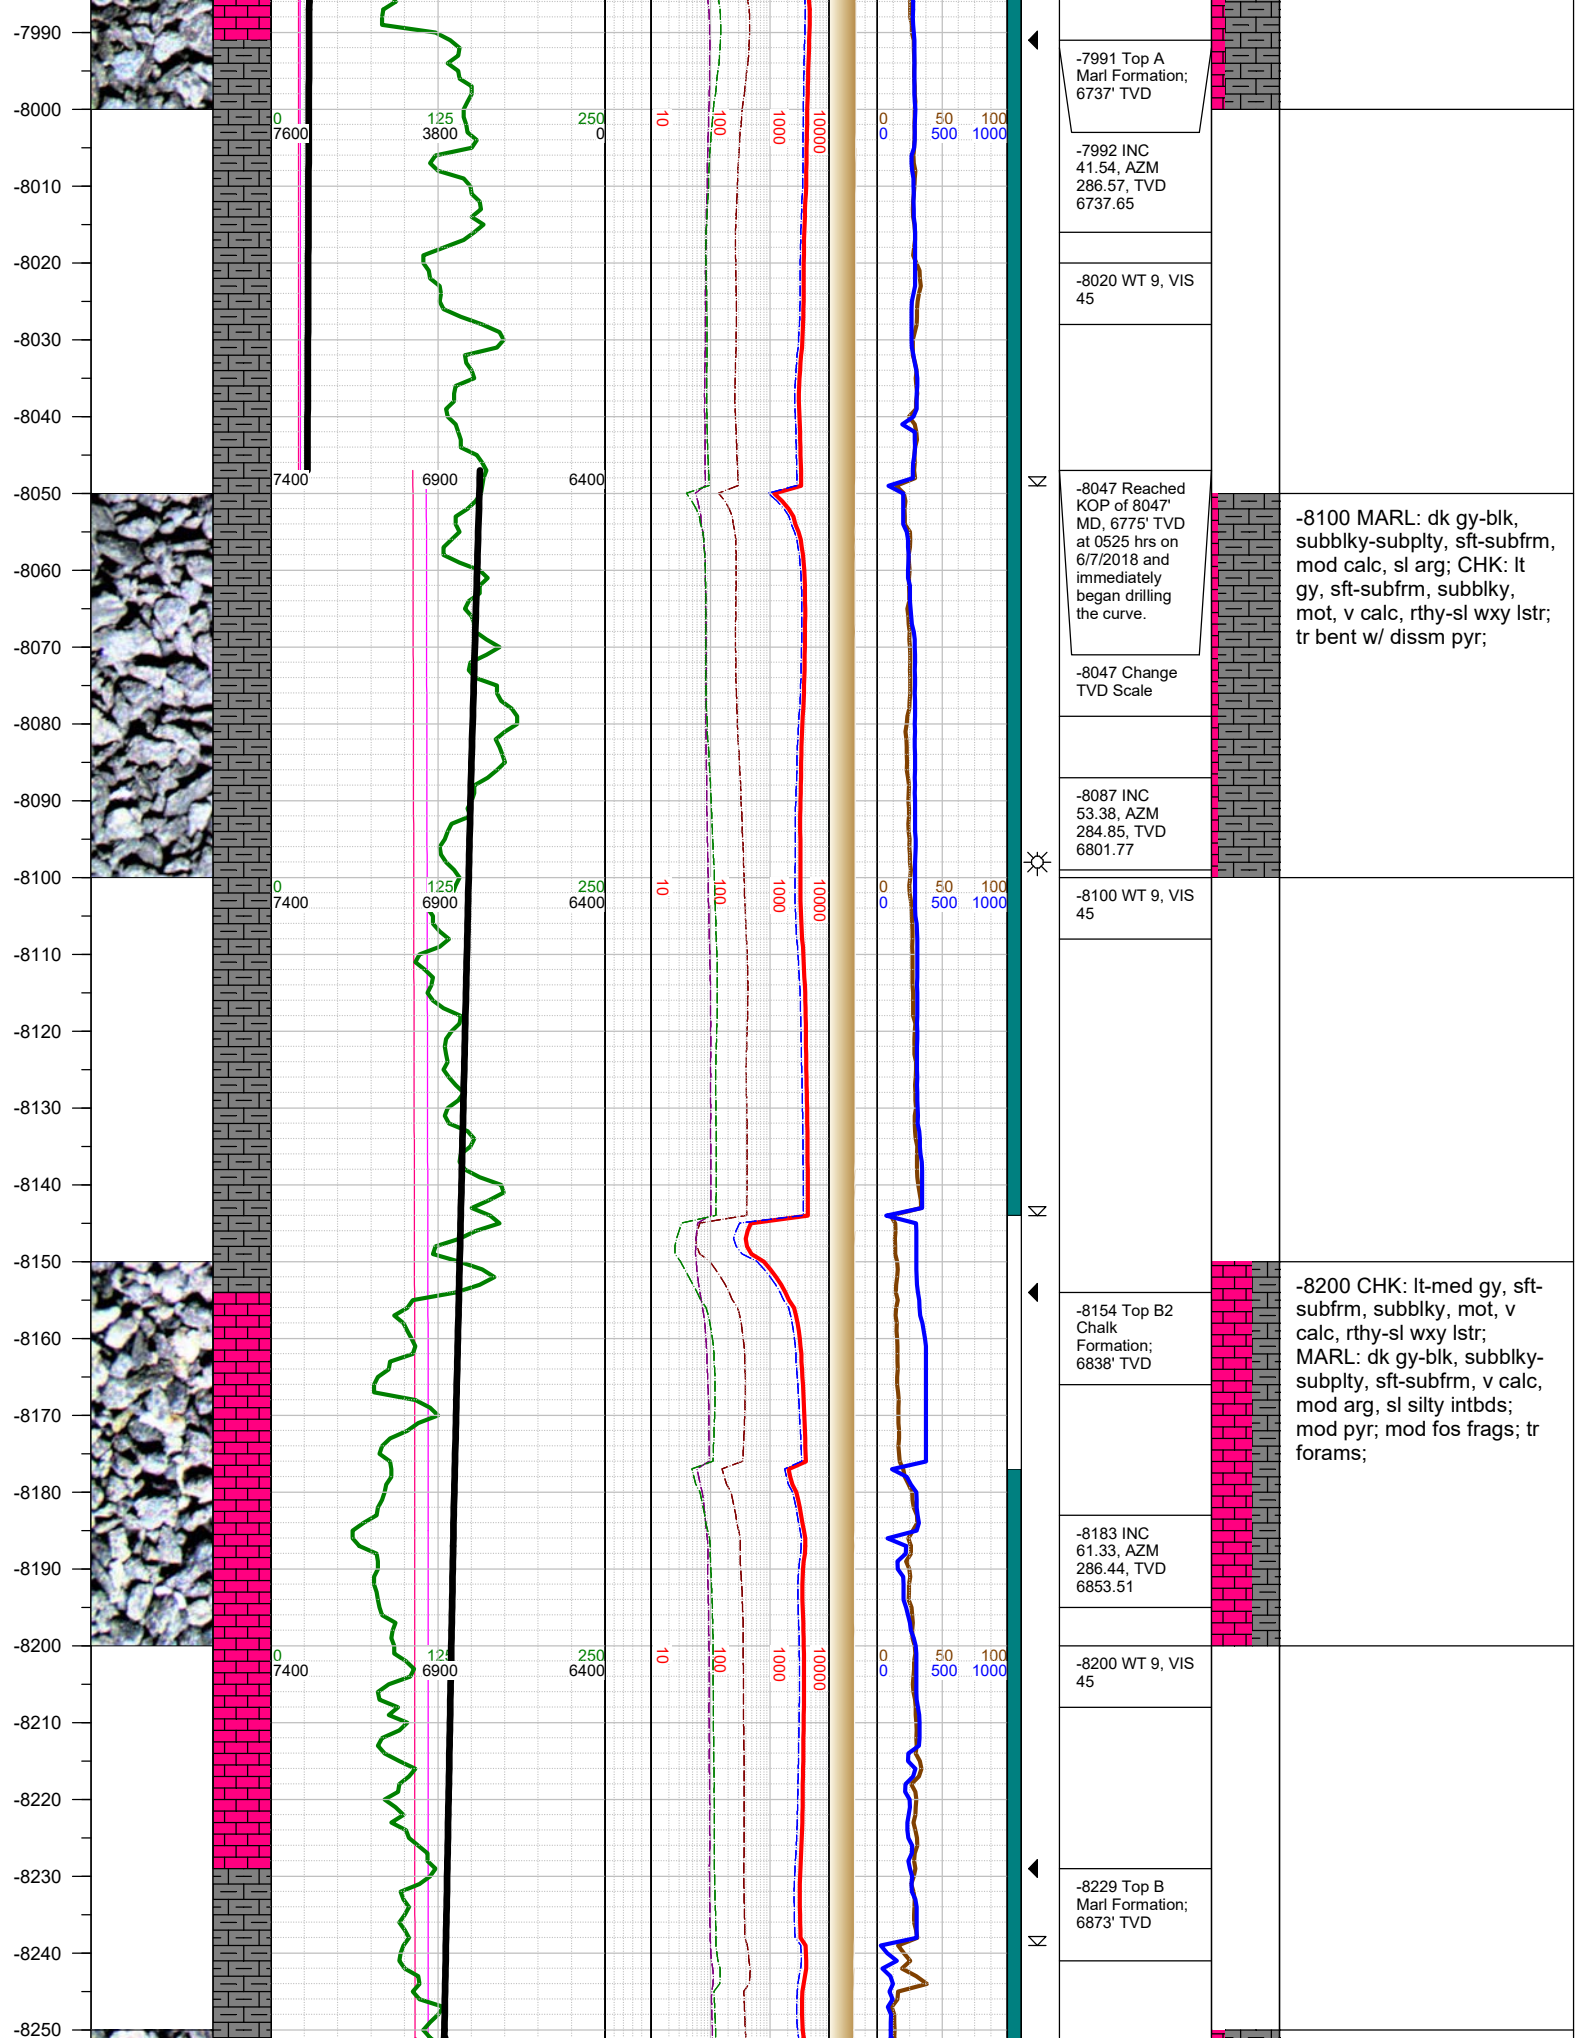 -7990
-8000
-8010
-8020
-8030
-8040
-8050
-8060
-8070
-8080
-8090
-8100
-8110
-8120
-8130
-8140
-8150
-8160
-8170
-8180
-8190
-8200
-8210
-8220
-8230
-8240
-8250
0 125 250
7600 3800 0
10 100 1000 10000
0 50 100
0 500 1000
7400 6900 6400
0 125 250
7400 6900 6400
10 100 1000 10000
0 50 100
0 500 1000
0 125 250
7400 6900 6400
10 100 1000 10000
0 50 100
0 500 1000
-7991 Top A
Marl Formation;
6737' TVD
-7992 INC
41.54, AZM
286.57, TVD
6737.65
-8020 WT 9, VIS
45
-8047 Reached
KOP of 8047'
MD, 6775' TVD
at 0525 hrs on
6/7/2018 and
immediately
began drilling
the curve.
-8047 Change
TVD Scale
-8087 INC
53.38, AZM
284.85, TVD
6801.77
-8100 WT 9, VIS
45
-8154 Top B2
Chalk
Formation;
6838' TVD
-8183 INC
61.33, AZM
286.44, TVD
6853.51
-8200 WT 9, VIS
45
-8229 Top B
Marl Formation;
6873' TVD
-8100 MARL: dk gy-blk,
subblky-subplty, sft-subfrm,
mod calc, sl arg; CHK: lt
gy, sft-subfrm, subblky,
mot, v calc, rthy-sl wxy lstr;
tr bent w/ dissm pyr;
-8200 CHK: lt-med gy, sft-
subfrm, subblky, mot, v
calc, rthy-sl wxy lstr;
MARL: dk gy-blk, subblky-
subplty, sft-subfrm, v calc,
mod arg, sl silty intbds;
mod pyr; mod fos frags; tr
forams;